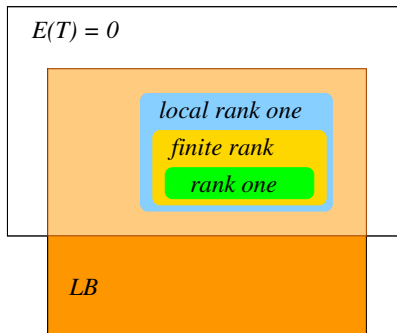 E(T) = 0
local rank one
finite rank
rank one
LB